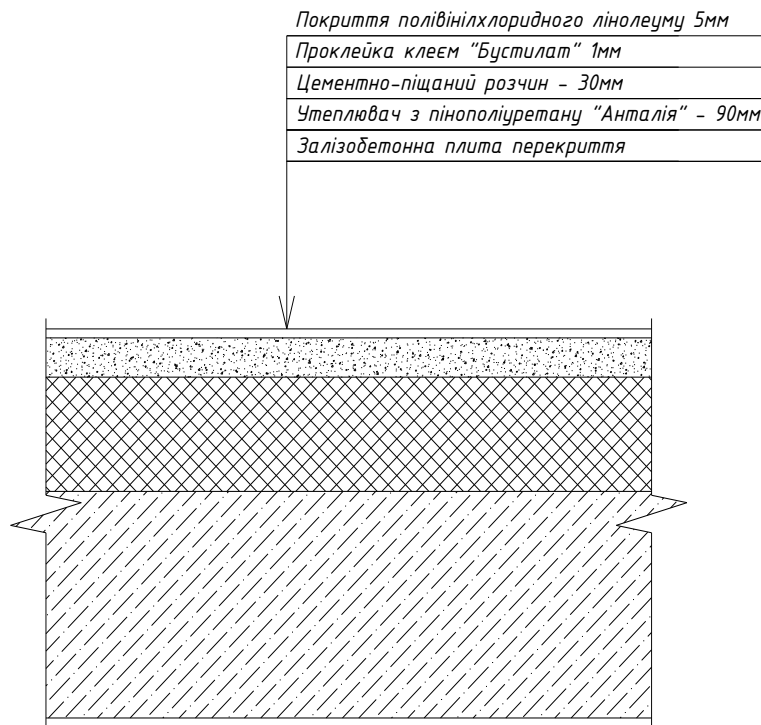 Покриття полівінілхлоридного лінолеуму 5мм
Проклейка клеєм "Бустилат" 1мм
Цементно-піщаний розчин - 30мм
Утеплювач з пінополіуретану "Анталія" - 90мм
Залізобетонна плита перекриття